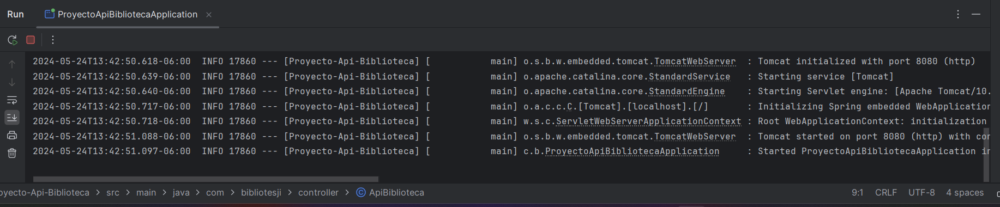 Run ProyectoApiBibliotecaApplication
2024-05-24T13:42:50.618-06:00  INFO 17860 --- [Proyecto-Api-Biblioteca] [           main] o.s.b.w.embedded.tomcat.TomcatWebServer  : Tomcat initialized with port 8080 (http)
2024-05-24T13:42:50.639-06:00  INFO 17860 --- [Proyecto-Api-Biblioteca] [           main] o.apache.catalina.core.StandardService   : Starting service [Tomcat]
2024-05-24T13:42:50.640-06:00  INFO 17860 --- [Proyecto-Api-Biblioteca] [           main] o.apache.catalina.core.StandardEngine    : Starting Servlet engine: [Apache Tomcat/10.
2024-05-24T13:42:50.717-06:00  INFO 17860 --- [Proyecto-Api-Biblioteca] [           main] o.a.c.c.C.[Tomcat].[localhost].[/]       : Initializing Spring embedded WebApplication
2024-05-24T13:42:50.718-06:00  INFO 17860 --- [Proyecto-Api-Biblioteca] [           main] w.s.c.ServletWebServerApplicationContext : Root WebApplicationContext: initialization
2024-05-24T13:42:51.088-06:00  INFO 17860 --- [Proyecto-Api-Biblioteca] [           main] o.s.b.w.embedded.tomcat.TomcatWebServer  : Tomcat started on port 8080 (http) with con
2024-05-24T13:42:51.097-06:00  INFO 17860 --- [Proyecto-Api-Biblioteca] [           main] c.b.ProyectoApiBibliotecaApplication     : Started ProyectoApiBibliotecaApplication in
oyecto-Api-Biblioteca > src > main > java > com > bibliotesji > controller > ApiBiblioteca 9:1 CRLF UTF-8 4 spaces